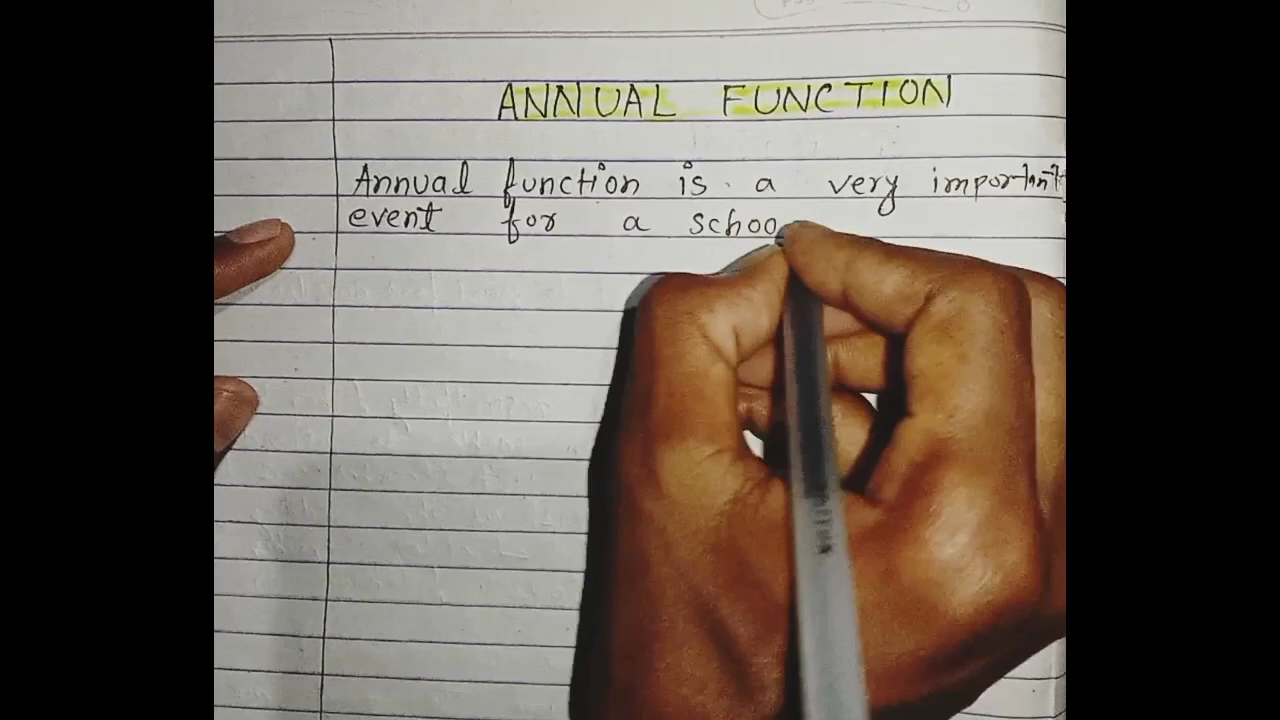 ANNUAL FUNCTION
Annual function is a very important
event for a schoo